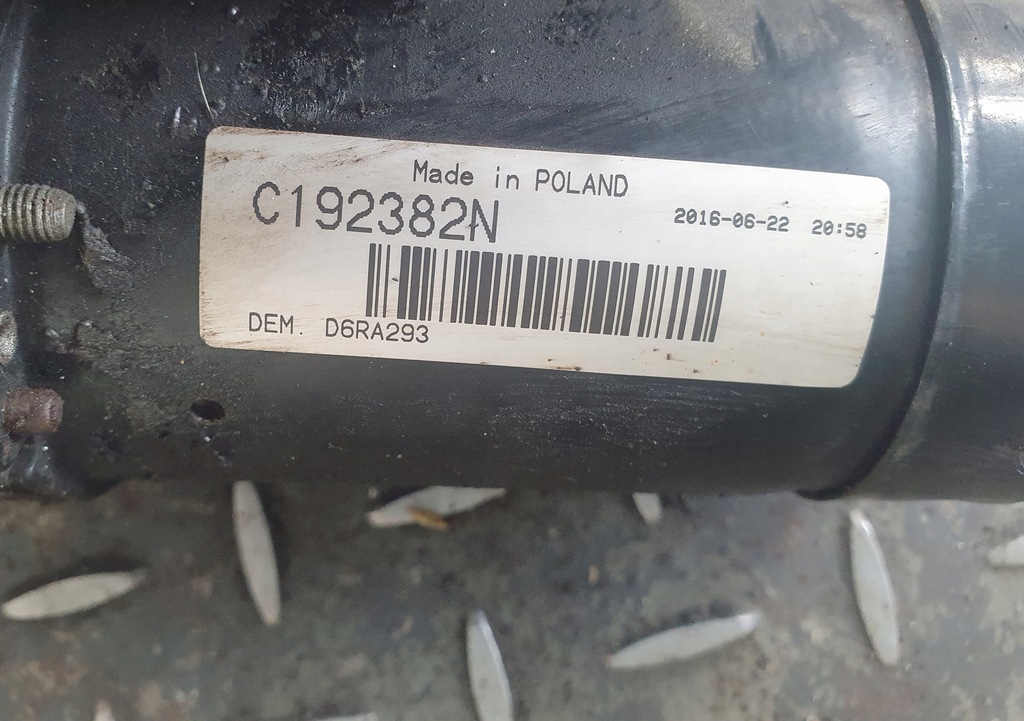 Made in POLAND
C192382N
2016-06-22 20:58
DEM. D6RA293